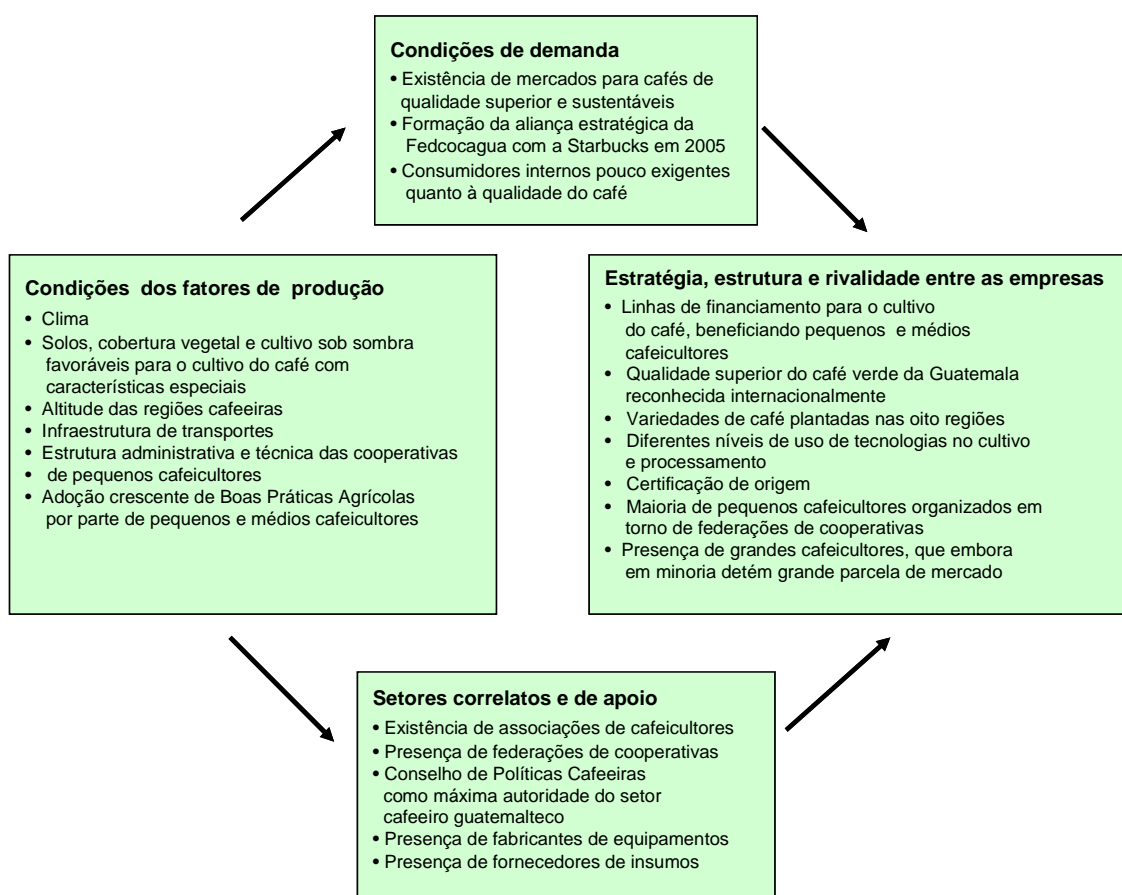 Condições de demanda
• Existência de mercados para cafés de
qualidade superior e sustentáveis
• Formação da aliança estratégica da
Fedcocagua com a Starbucks em 2005
• Consumidores internos pouco exigentes
quanto à qualidade do café
Condições dos fatores de produção
• Clima
• Solos, cobertura vegetal e cultivo sob sombra
favoráveis para o cultivo do café com
características especiais
• Altitude das regiões cafeeiras
• Infraestrutura de transportes
• Estrutura administrativa e técnica das cooperativas
• de pequenos cafeicultores
• Adoção crescente de Boas Práticas Agrícolas
por parte de pequenos e médios cafeicultores
Estratégia, estrutura e rivalidade entre as empresas
• Linhas de financiamento para o cultivo
do café, beneficiando pequenos e médios
cafeicultores
• Qualidade superior do café verde da Guatemala
reconhecida internacionalmente
• Variedades de café plantadas nas oito regiões
• Diferentes níveis de uso de tecnologias no cultivo
e processamento
• Certificação de origem
• Maioria de pequenos cafeicultores organizados em
torno de federações de cooperativas
• Presença de grandes cafeicultores, que embora
em minoria detém grande parcela de mercado
Setores correlatos e de apoio
• Existência de associações de cafeicultores
• Presença de federações de cooperativas
• Conselho de Políticas Cafeeiras
como máxima autoridade do setor
cafeeiro guatemalteco
• Presença de fabricantes de equipamentos
• Presença de fornecedores de insumos